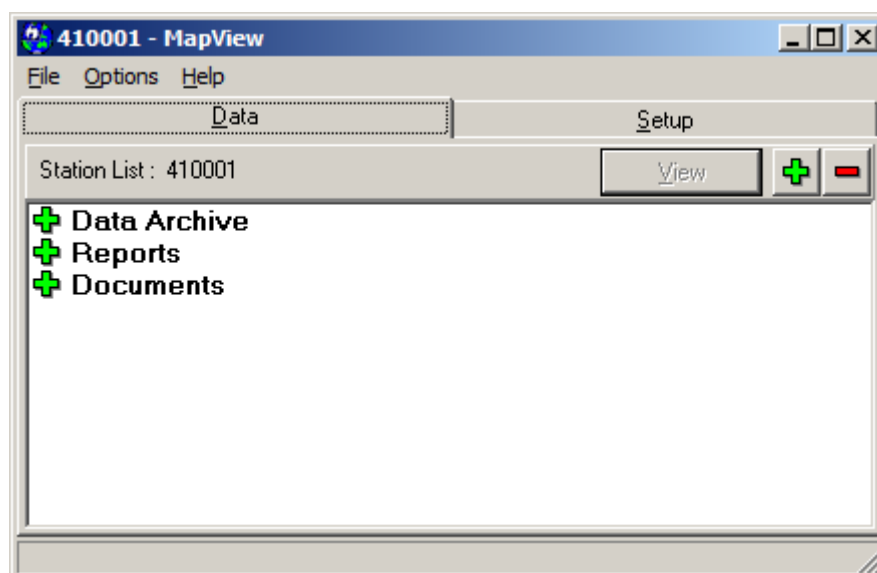 410001 - MapView
File Options Help
Data Setup
Station List : 410001 View
Data Archive
Reports
Documents